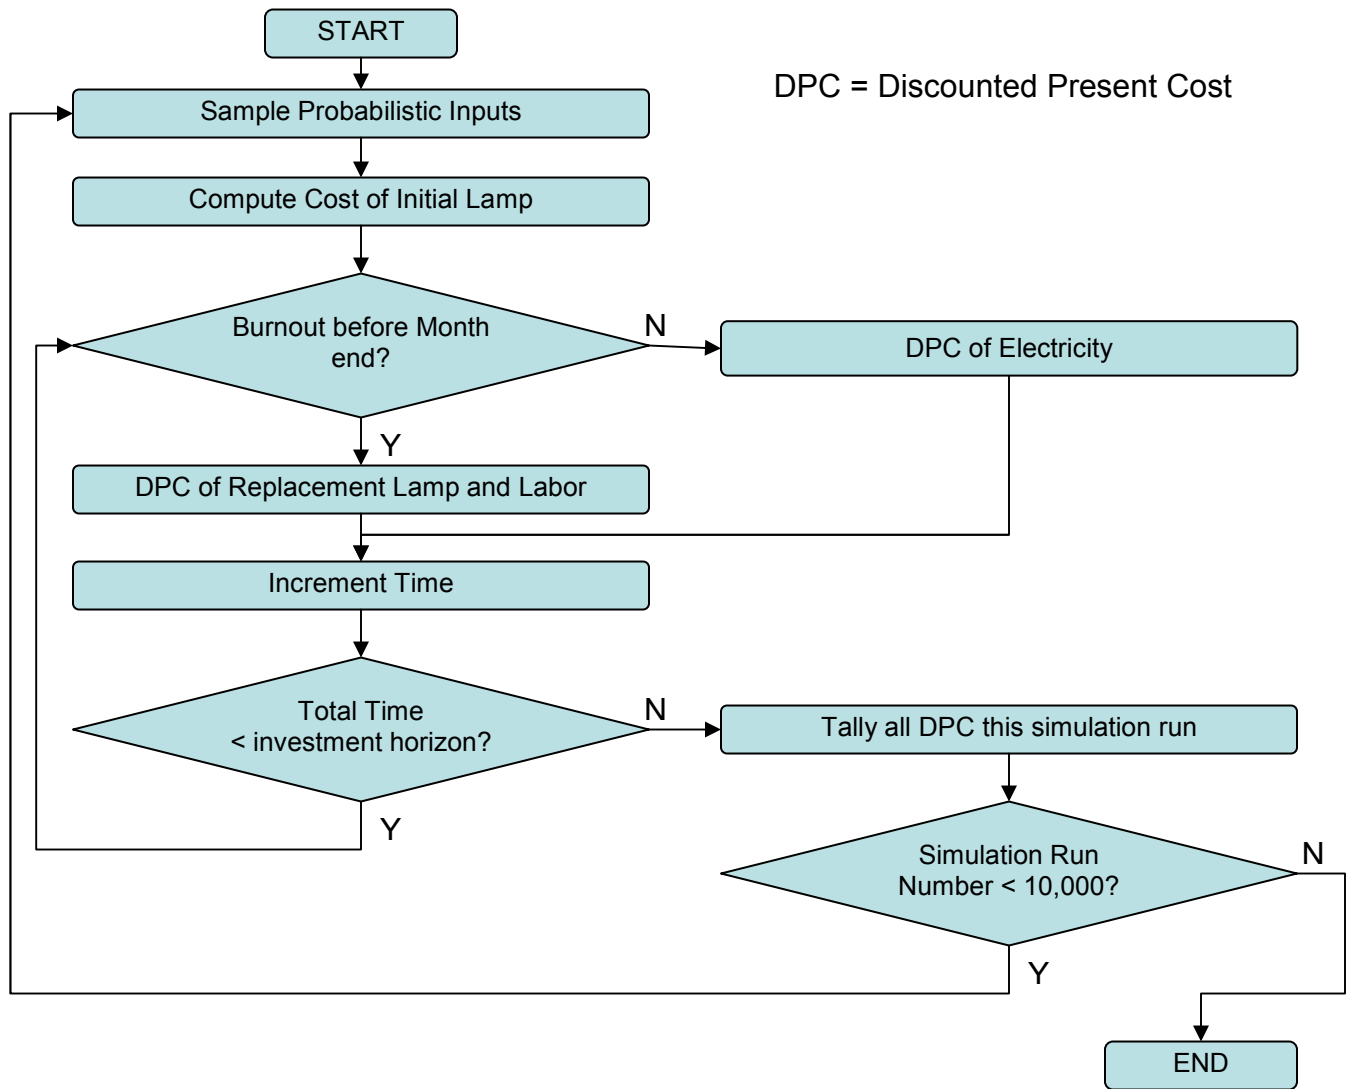 START
DPC = Discounted Present Cost
Sample Probabilistic Inputs
Compute Cost of Initial Lamp
Burnout before Month
end?
N
DPC of Electricity
Y
DPC of Replacement Lamp and Labor
Increment Time
Total Time
< investment horizon?
N
Tally all DPC this simulation run
Y
Simulation Run
Number < 10,000?
N
Y
END